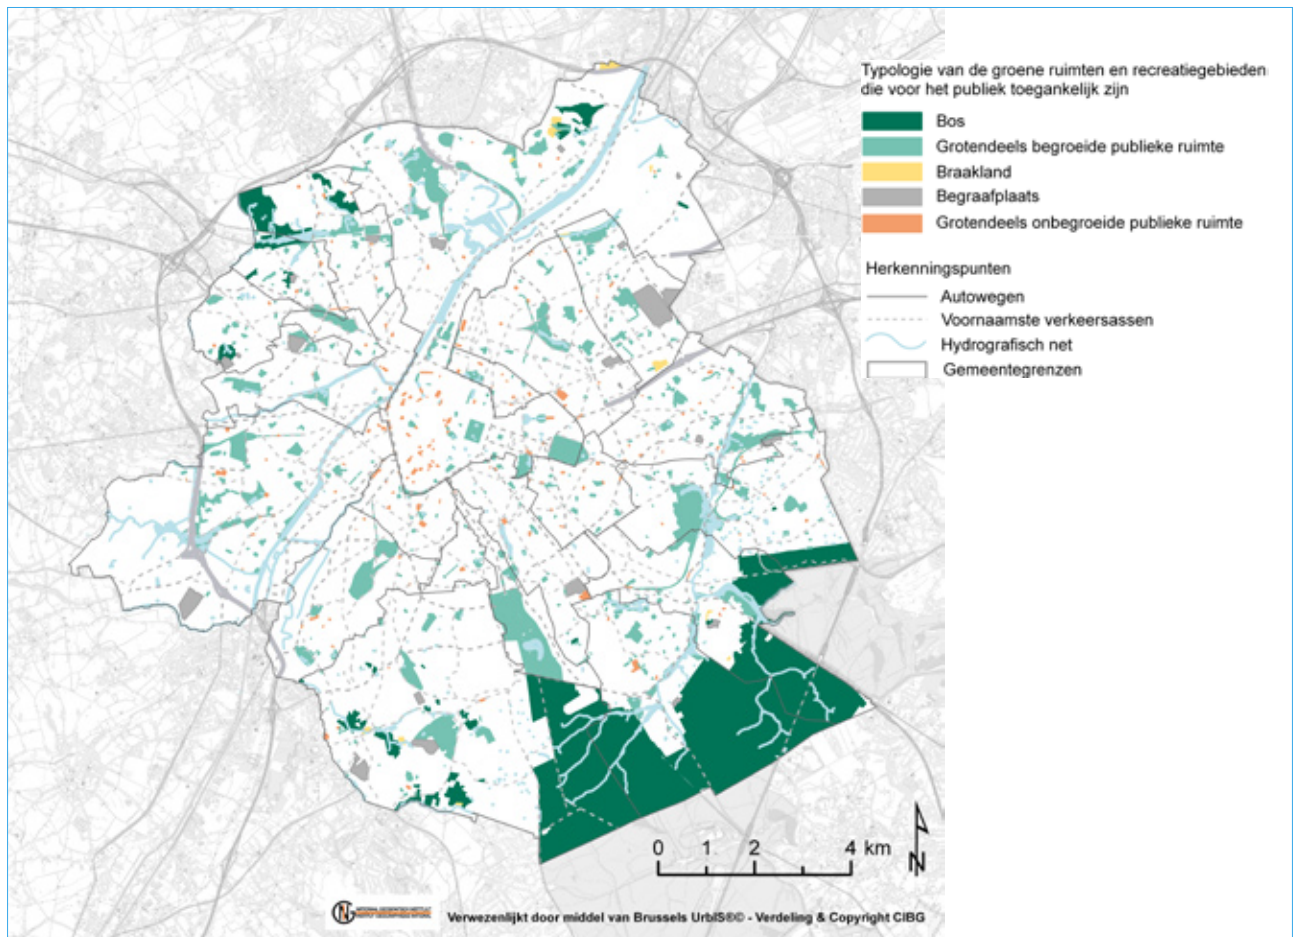 Typologie van de groene ruimten en recreatiegebieden
die voor het publiek toegankelijk zijn
Bos
Grotendeels begroeide publieke ruimte
Braakland
Begraafplaats
Grotendeels onbegroeide publieke ruimte
Herkenningspunten
Autowegen
Voornaamste verkeersassen
Hydrografisch net
Gemeentegrenzen
0 1 2 4 km
N
Verwezenlijkt door middel van Brussels UrbIS®© - Verdeling & Copyright CIBG